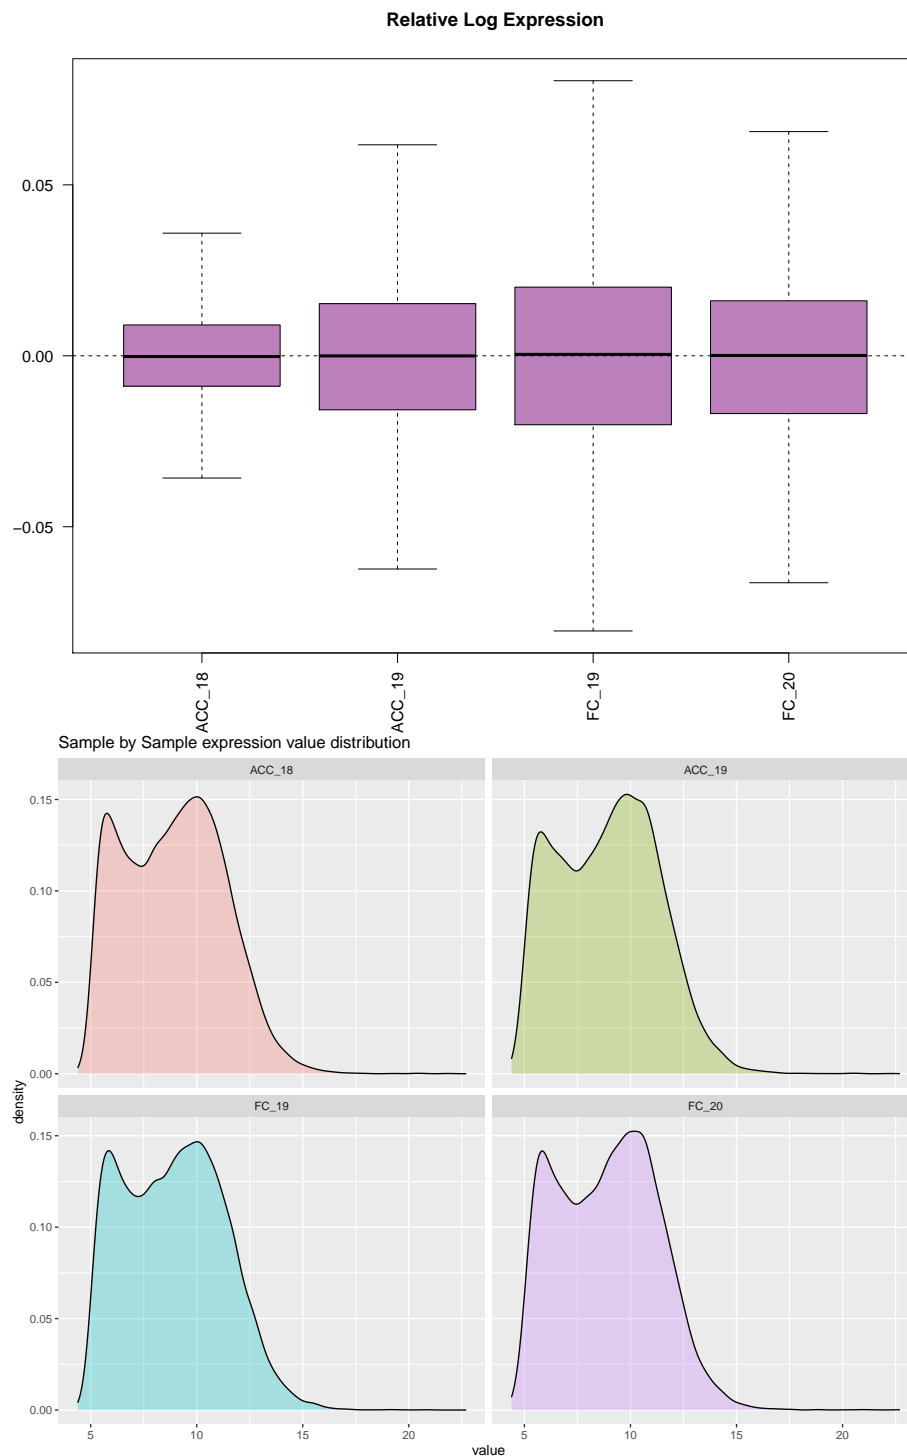 Relative Log Expression
0.05
0.00
−0.05
ACC_18
ACC_19
FC_19
FC_20
Sample by Sample expression value distribution
ACC_18
ACC_19
0.15
0.10
0.05
0.00
FC_19
FC_20
0.15
0.10
0.05
0.00
density
5
10
15
20
5
10
15
20
value